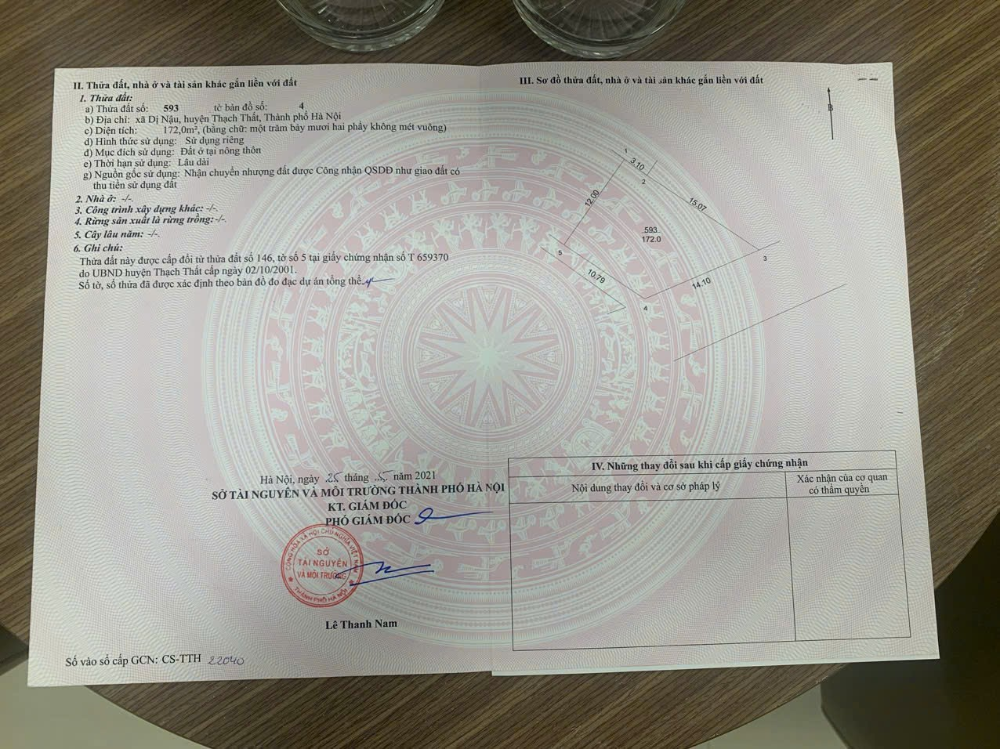 II. Thửa đất, nhà ở và tài sản khác gắn liền với đất
1. Thửa đất:
a) Thửa đất số: 593 tờ bản đồ số: 4
b) Địa chỉ: xã Dị Nậu, huyện Thạch Thất, Thành phố Hà Nội
c) Diện tích: 172,0m², (bằng chữ: một trăm bảy mươi hai phẩy không mét vuông)
d) Hình thức sử dụng: Sử dụng riêng
đ) Mục đích sử dụng: Đất ở tại nông thôn
e) Thời hạn sử dụng: Lâu dài
g) Nguồn gốc sử dụng: Nhận chuyển nhượng đất được Công nhận QSDĐ như giao đất có
thu tiền sử dụng đất
2. Nhà ở: -/-.
3. Công trình xây dựng khác: -/-.
4. Rừng sản xuất là rừng trồng: -/-.
5. Cây lâu năm: -/-.
6. Ghi chú:
Thửa đất này được cấp đổi từ thửa đất số 146, tờ số 5 tại giấy chứng nhận số T 659370
do UBND huyện Thạch Thất cấp ngày 02/10/2001.
Số tờ, số thửa đã được xác định theo bản đồ đo đạc dự án tổng thể
Hà Nội, ngày 25 tháng 5 năm 2021
SỞ TÀI NGUYÊN VÀ MÔI TRƯỜNG THÀNH PHỐ HÀ NỘI
KT. GIÁM ĐỐC
PHÓ GIÁM ĐỐC
CỘNG HÒA XÃ HỘI CHỦ NGHĨA VIỆT NAM
SỞ
TÀI NGUYÊN
VÀ MÔI TRƯỜNG
THÀNH PHỐ HÀ NỘI
Lê Thanh Nam
Số vào sổ cấp GCN: CS-TTH 22040
III. Sơ đồ thửa đất, nhà ở và tài sản khác gắn liền với đất
B
1
3.10
2
12.00
15.07
593
172.0
5
3
10.79
14.10
4
IV. Những thay đổi sau khi cấp giấy chứng nhận
Nội dung thay đổi và cơ sở pháp lý
Xác nhận của cơ quan
có thẩm quyền